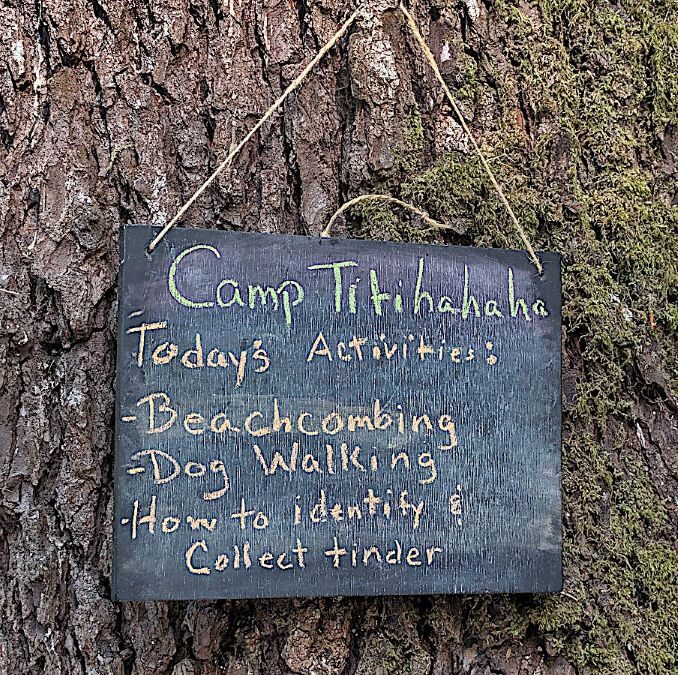 Camp Titihahaha
Today's Activities:
-Beachcombing
-Dog Walking
-How to identify &
Collect tinder